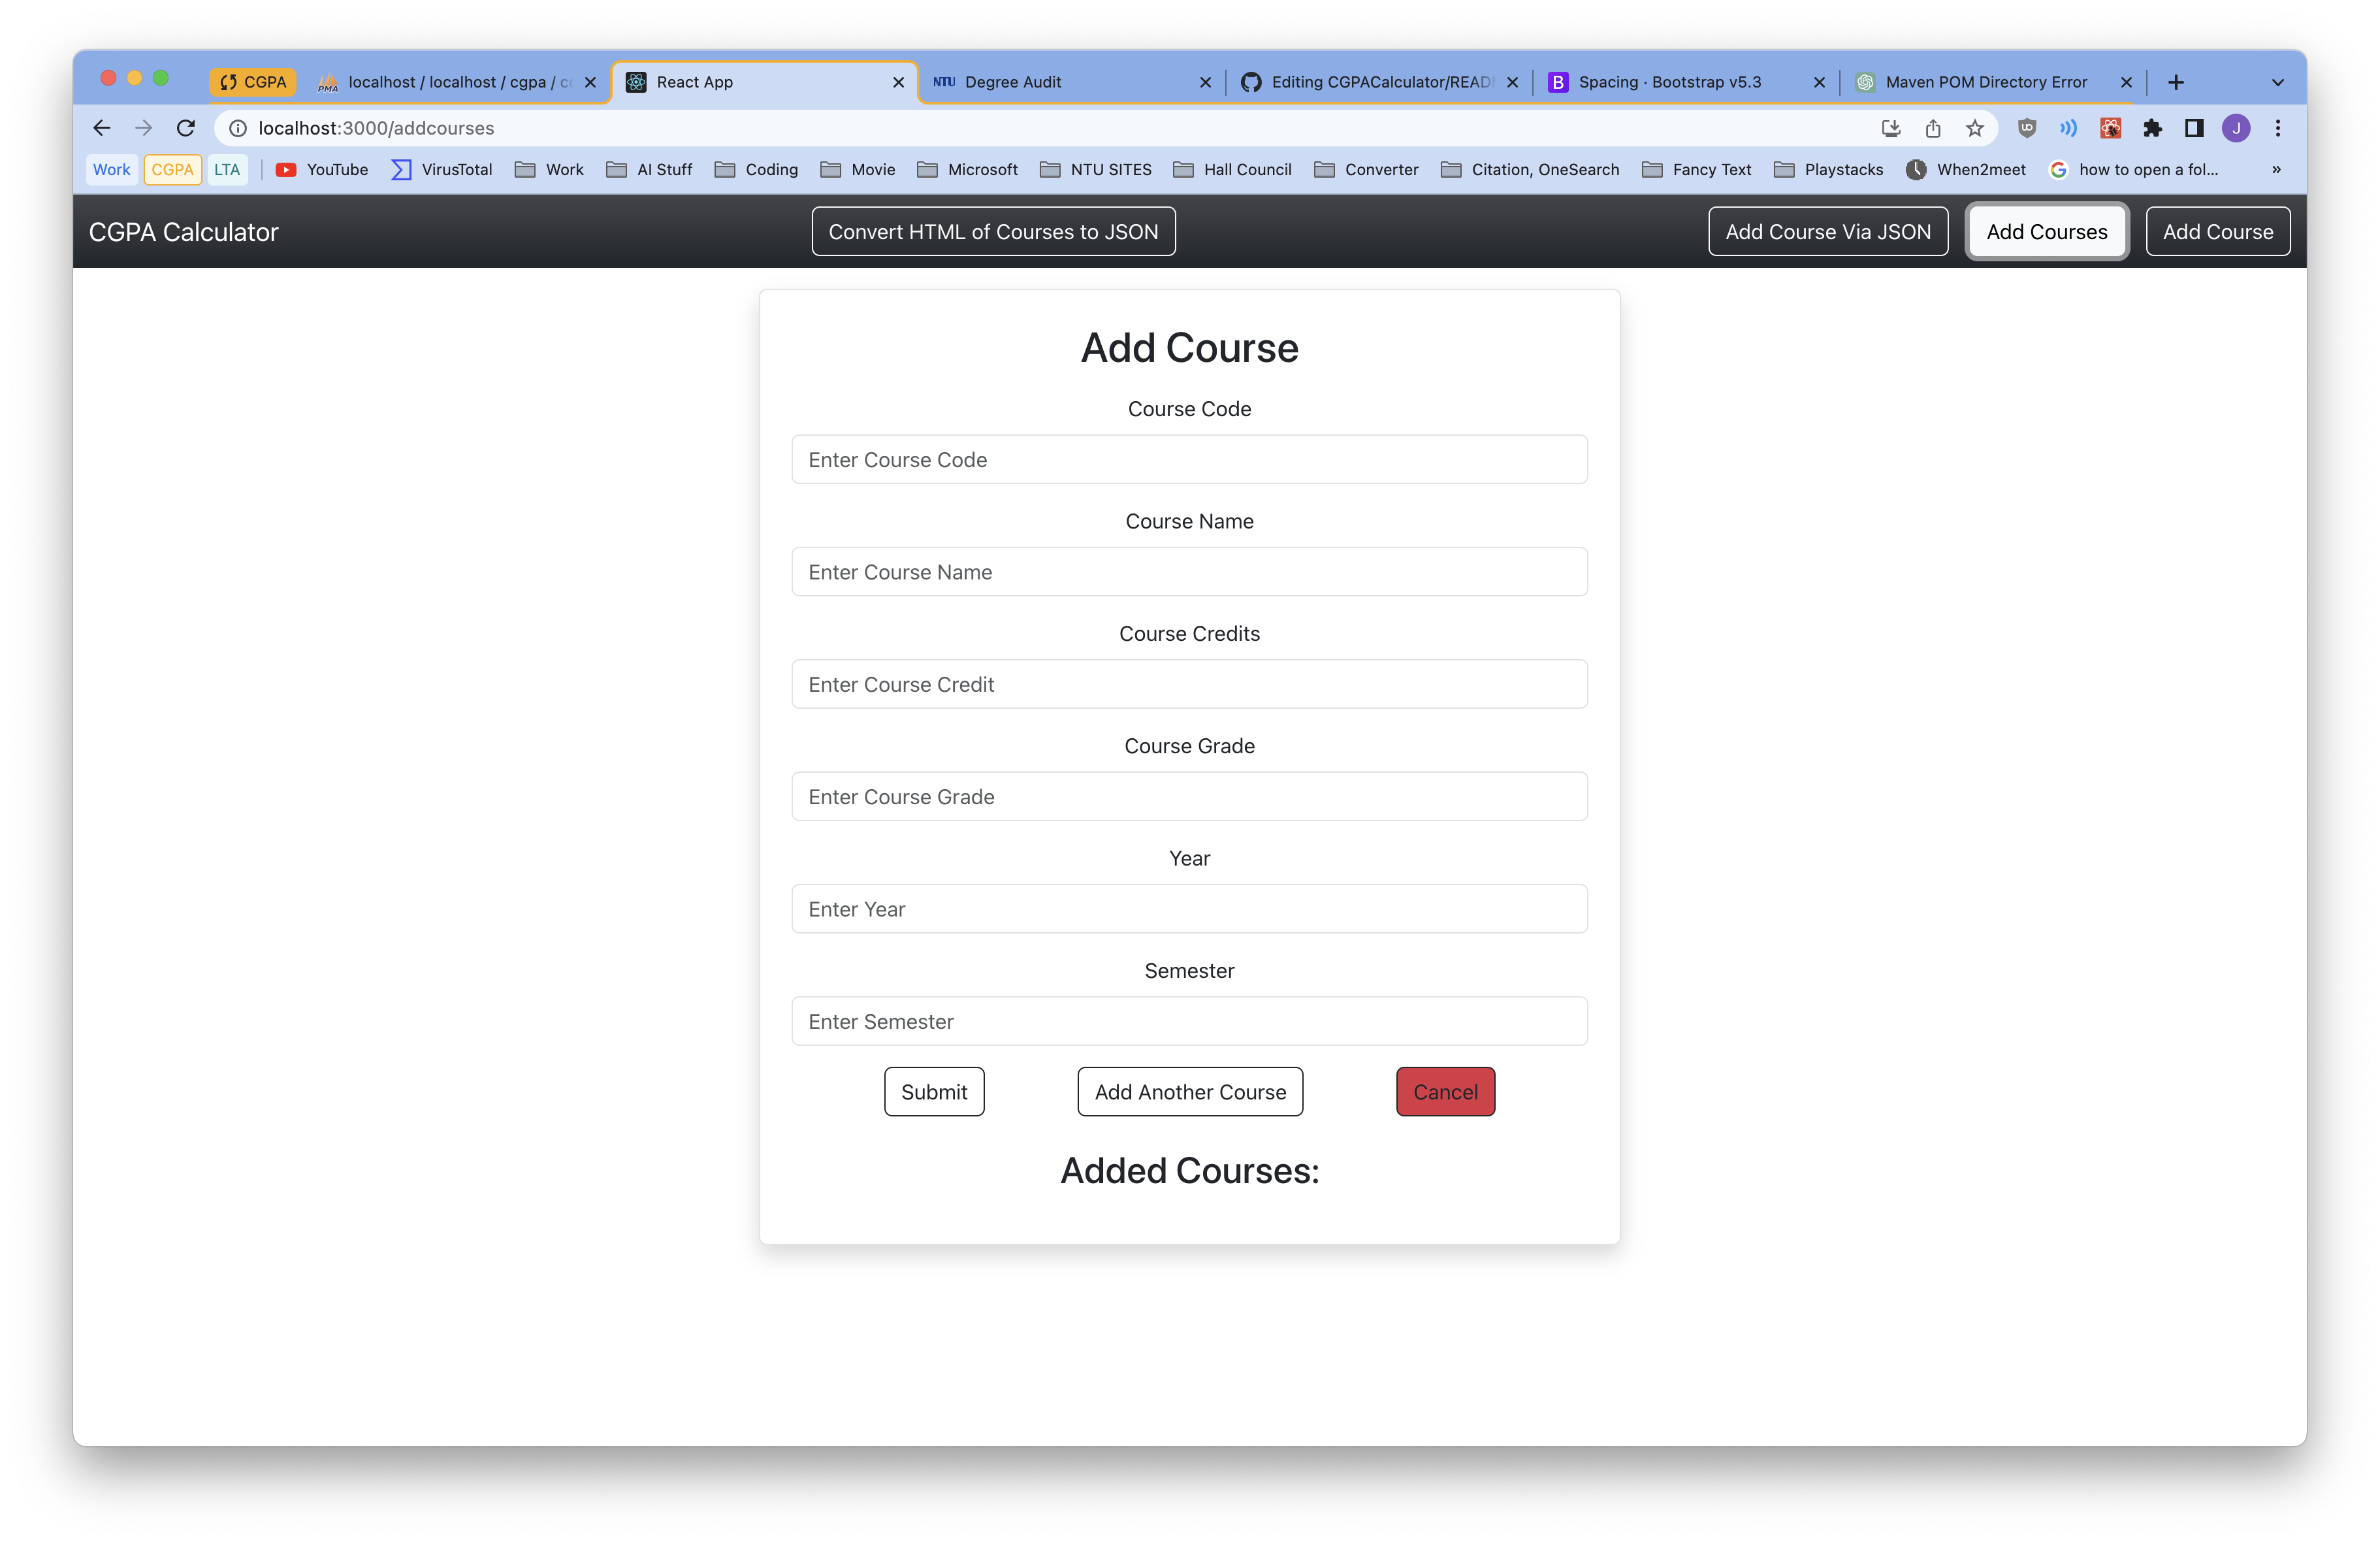 CGPA
PMA localhost / localhost / cgpa / c
React App
NTU Degree Audit
Editing CGPACalculator/READ
B Spacing · Bootstrap v5.3
Maven POM Directory Error
localhost:3000/addcourses
J
Work CGPA LTA YouTube VirusTotal Work AI Stuff Coding Movie Microsoft NTU SITES Hall Council Converter Citation, OneSearch Fancy Text Playstacks When2meet how to open a fol... »
CGPA Calculator
Convert HTML of Courses to JSON
Add Course Via JSON
Add Courses
Add Course
Add Course
Course Code
Enter Course Code
Course Name
Enter Course Name
Course Credits
Enter Course Credit
Course Grade
Enter Course Grade
Year
Enter Year
Semester
Enter Semester
Submit
Add Another Course
Cancel
Added Courses: